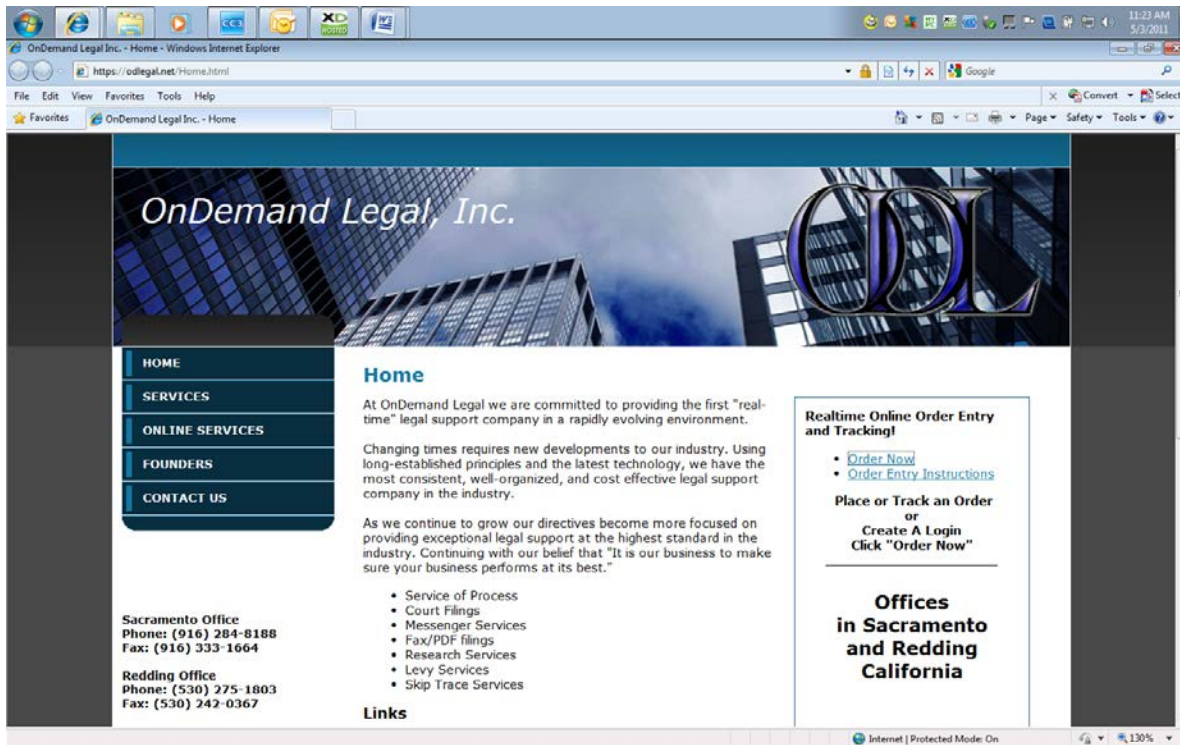 CC3
XD
HOSTED
11:23 AM
5/3/2011
OnDemand Legal Inc. - Home - Windows Internet Explorer
https://odlegal.net/Home.html
Google
File Edit View Favorites Tools Help
Convert
Select
Favorites
OnDemand Legal Inc. - Home
Page Safety Tools
OnDemand Legal, Inc.
ODL
HOME
SERVICES
ONLINE SERVICES
FOUNDERS
CONTACT US
Sacramento Office
Phone: (916) 284-8188
Fax: (916) 333-1664
Redding Office
Phone: (530) 275-1803
Fax: (530) 242-0367
Home
At OnDemand Legal we are committed to providing the first "real-
time" legal support company in a rapidly evolving environment.
Changing times requires new developments to our industry. Using
long-established principles and the latest technology, we have the
most consistent, well-organized, and cost effective legal support
company in the industry.
As we continue to grow our directives become more focused on
providing exceptional legal support at the highest standard in the
industry. Continuing with our belief that "It is our business to make
sure your business performs at its best."
• Service of Process
• Court Filings
• Messenger Services
• Fax/PDF filings
• Research Services
• Levy Services
• Skip Trace Services
Links
Realtime Online Order Entry
and Tracking!
• Order Now
• Order Entry Instructions
Place or Track an Order
or
Create A Login
Click "Order Now"
Offices
in Sacramento
and Redding
California
Internet | Protected Mode: On
130%